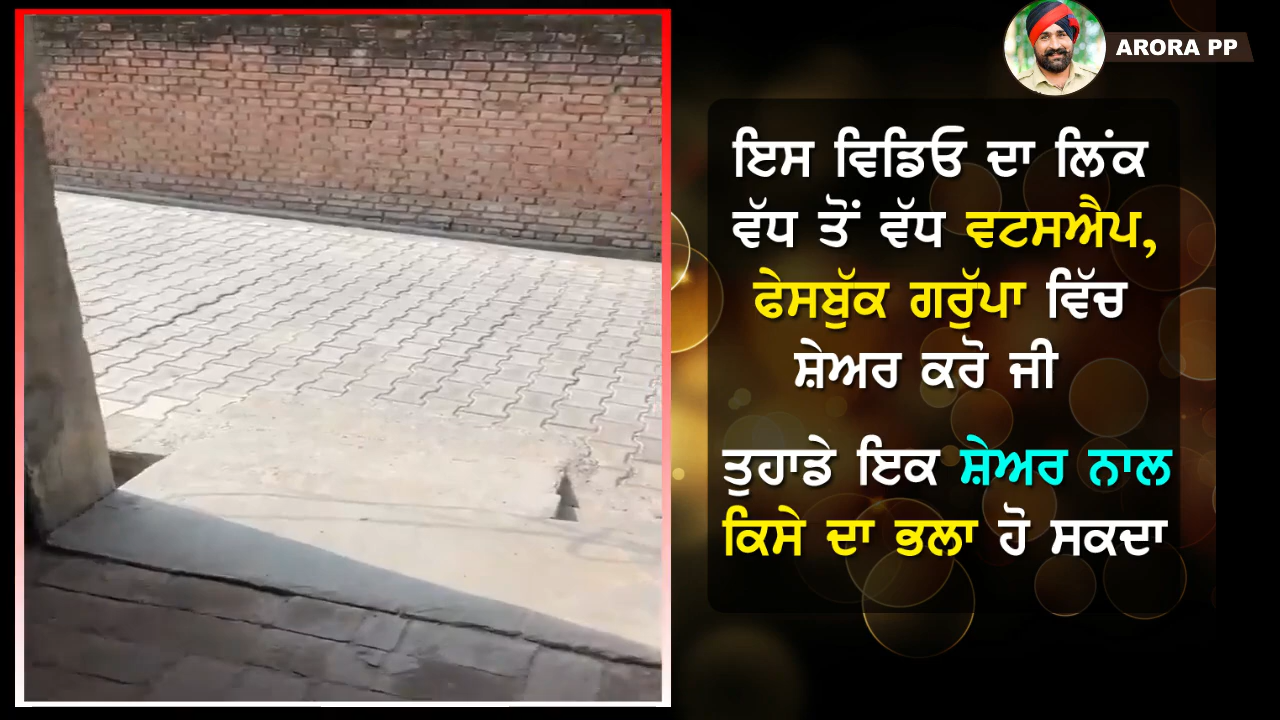 ARORA PP
ਇਸ ਵਿਡਿਓ ਦਾ ਲਿੰਕ
ਵੱਧ ਤੋਂ ਵੱਧ ਵਟਸਐਪ,
ਫੇਸਬੁੱਕ ਗਰੁੱਪਾ ਵਿੱਚ
ਸ਼ੇਅਰ ਕਰੋ ਜੀ
ਤੁਹਾਡੇ ਇਕ ਸ਼ੇਅਰ ਨਾਲ
ਕਿਸੇ ਦਾ ਭਲਾ ਹੋ ਸਕਦਾ